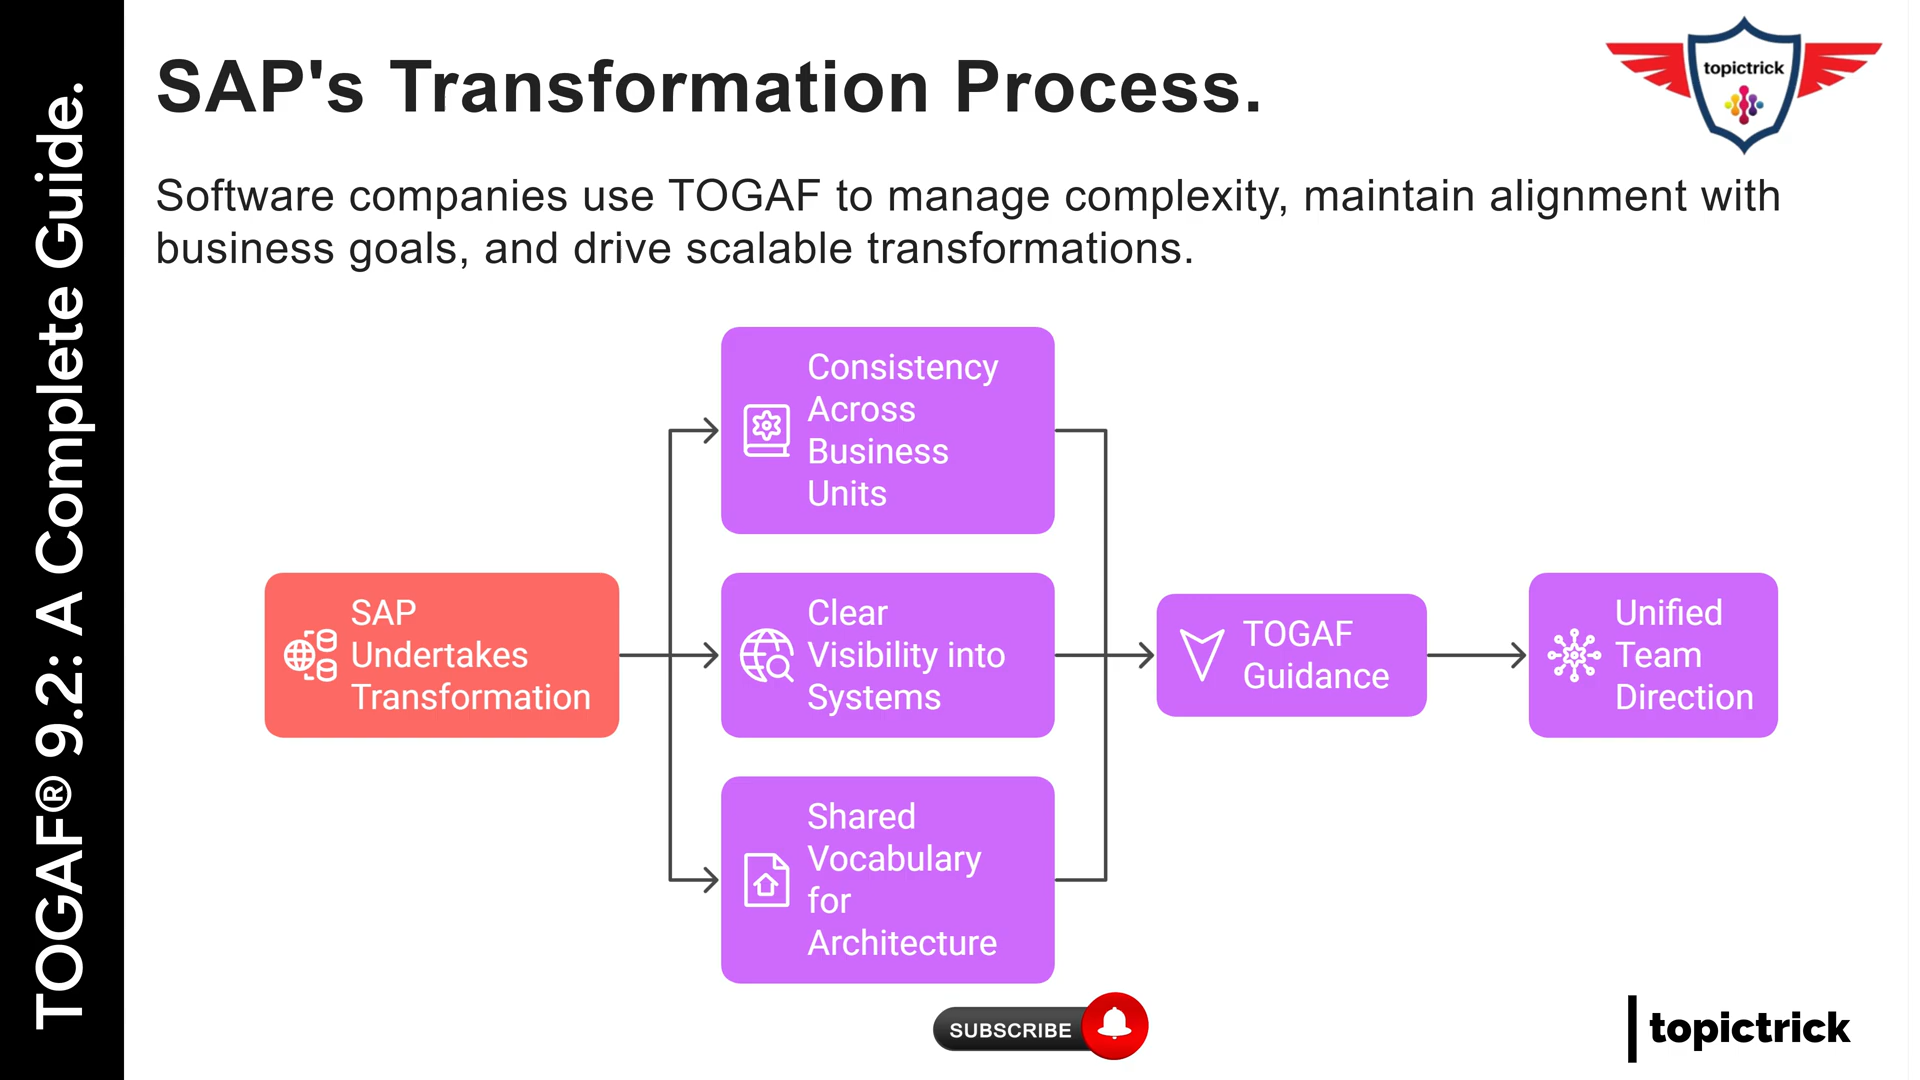 TOGAF® 9.2: A Complete Guide.
SAP's Transformation Process.
topictrick
Software companies use TOGAF to manage complexity, maintain alignment with
business goals, and drive scalable transformations.
SAP
Undertakes
Transformation
Consistency
Across
Business
Units
Clear
Visibility into
Systems
Shared
Vocabulary
for
Architecture
TOGAF
Guidance
Unified
Team
Direction
SUBSCRIBE
topictrick